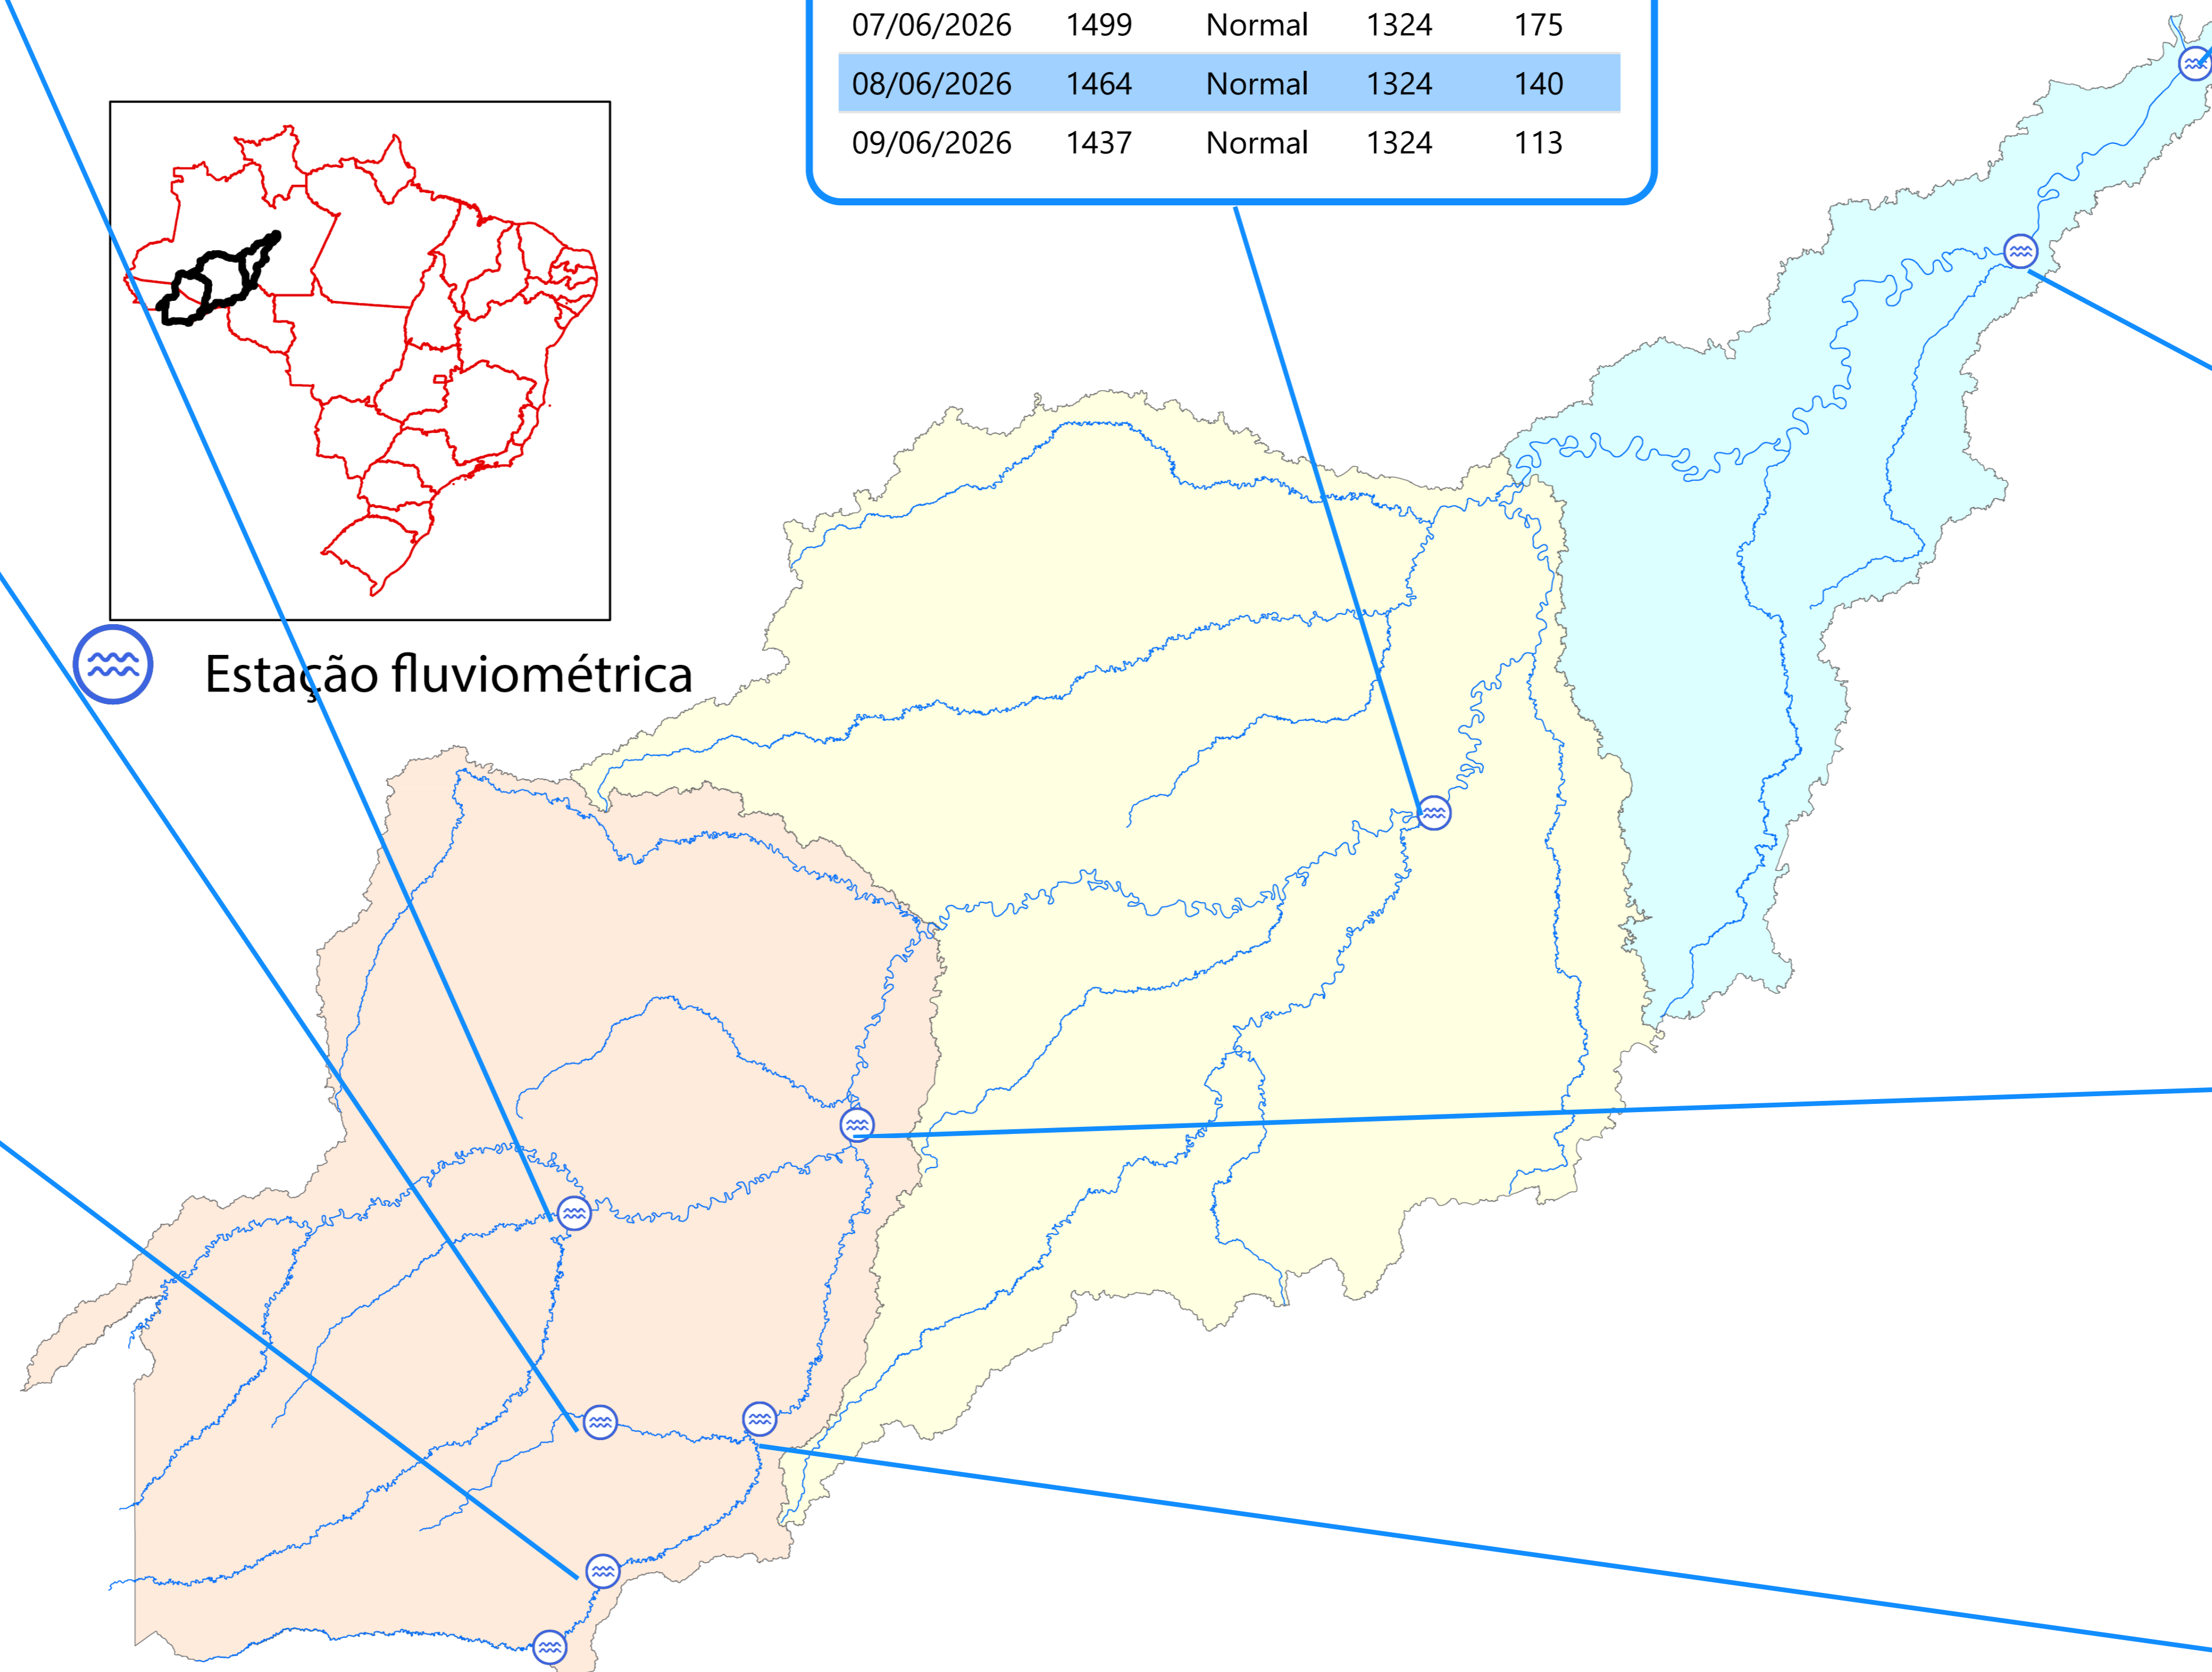 07/06/2026 1499 Normal 1324 175
08/06/2026 1464 Normal 1324 140
09/06/2026 1437 Normal 1324 113
Estação fluviométrica